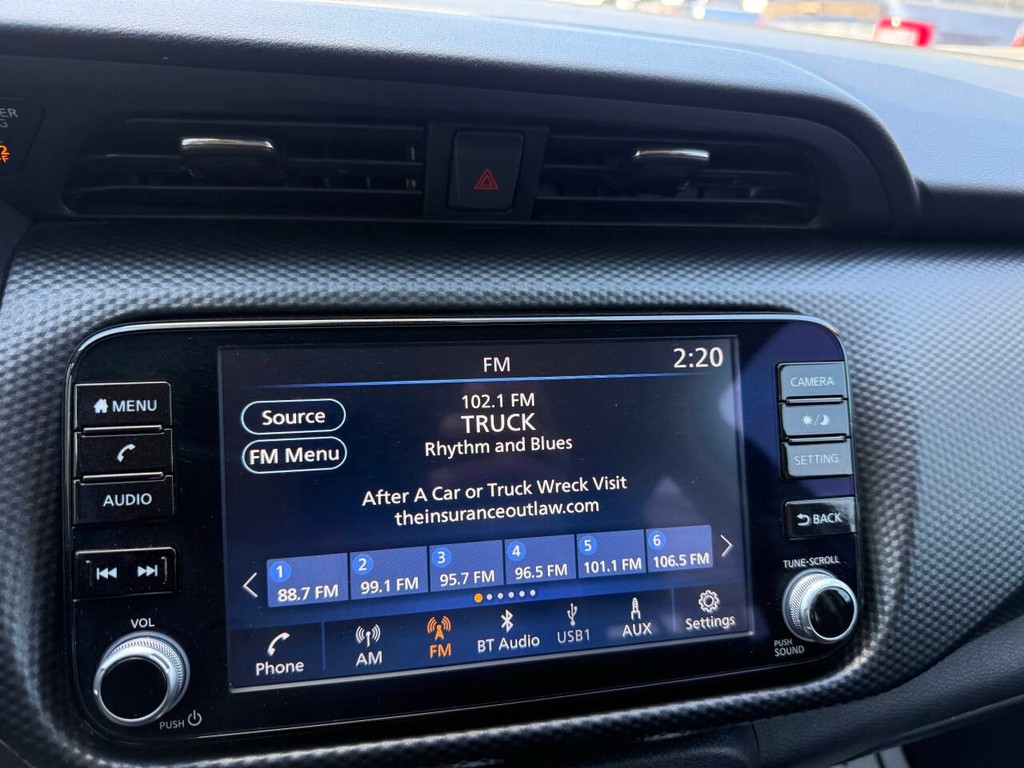 FM
2:20
102.1 FM
TRUCK
Rhythm and Blues
Source
FM Menu
After A Car or Truck Wreck Visit
theinsuranceoutlaw.com
1
88.7 FM
2
99.1 FM
3
95.7 FM
4
96.5 FM
5
101.1 FM
6
106.5 FM
Phone
AM
FM
BT Audio
USB1
AUX
Settings
MENU
AUDIO
VOL
PUSH
CAMERA
SETTING
BACK
TUNE·SCROLL
PUSH
SOUND